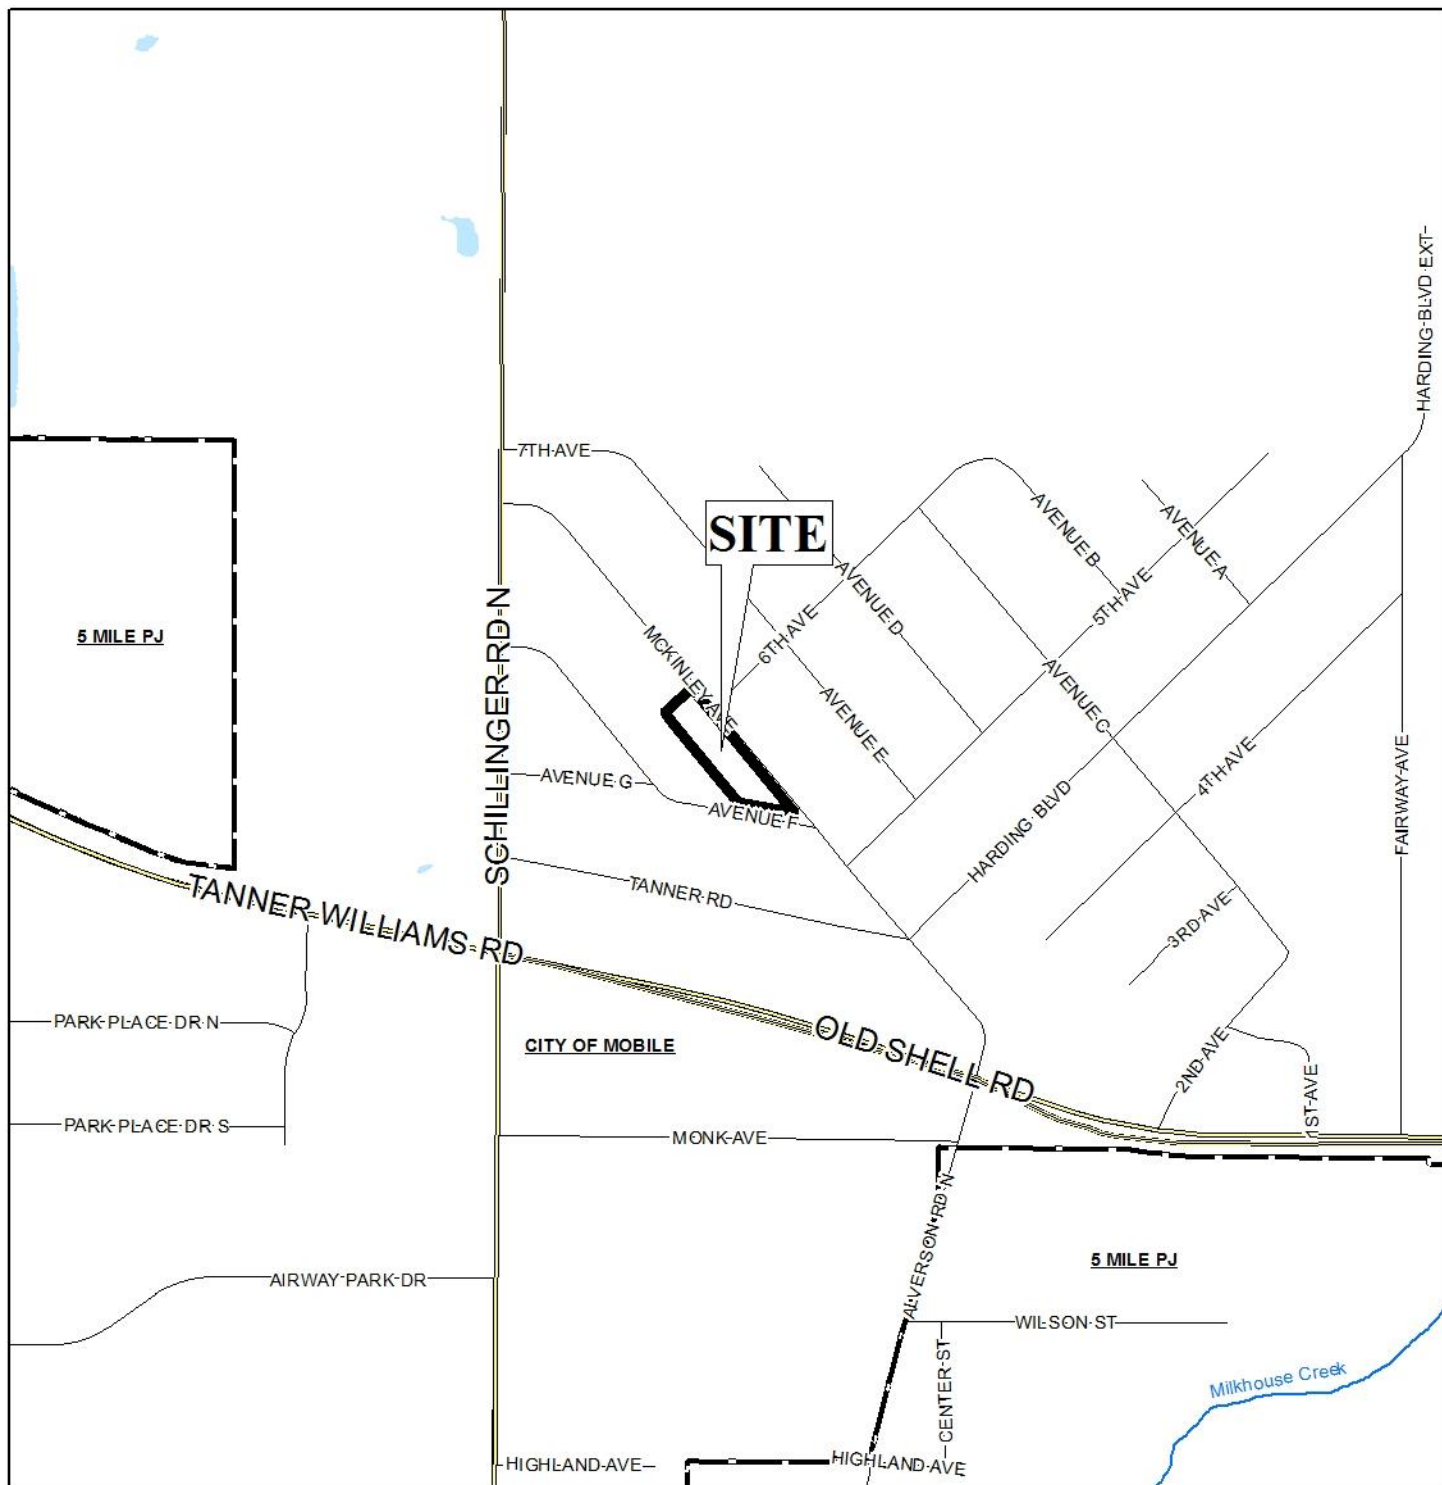 HARDING BLVD EXT
7TH AVE
SITE
AVENUE B
AVENUE A
AVENUE D
5TH AVE
6TH AVE
MCKINLEY AVE
5 MILE PJ
SCHILLINGER RD N
AVENUE E
AVENUE C
4TH AVE
FAIRWAY AVE
AVENUE G
AVENUE F
HARDING BLVD
TANNER RD
3RD AVE
TANNER WILLIAMS RD
PARK PLACE DR N
CITY OF MOBILE
OLD SHELL RD
2ND AVE
1ST AVE
PARK PLACE DR S
MONK AVE
ALVERSON RD N
5 MILE PJ
AIRWAY PARK DR
WILSON ST
CENTER ST
Milkhouse Creek
HIGHLAND AVE
HIGHLAND AVE